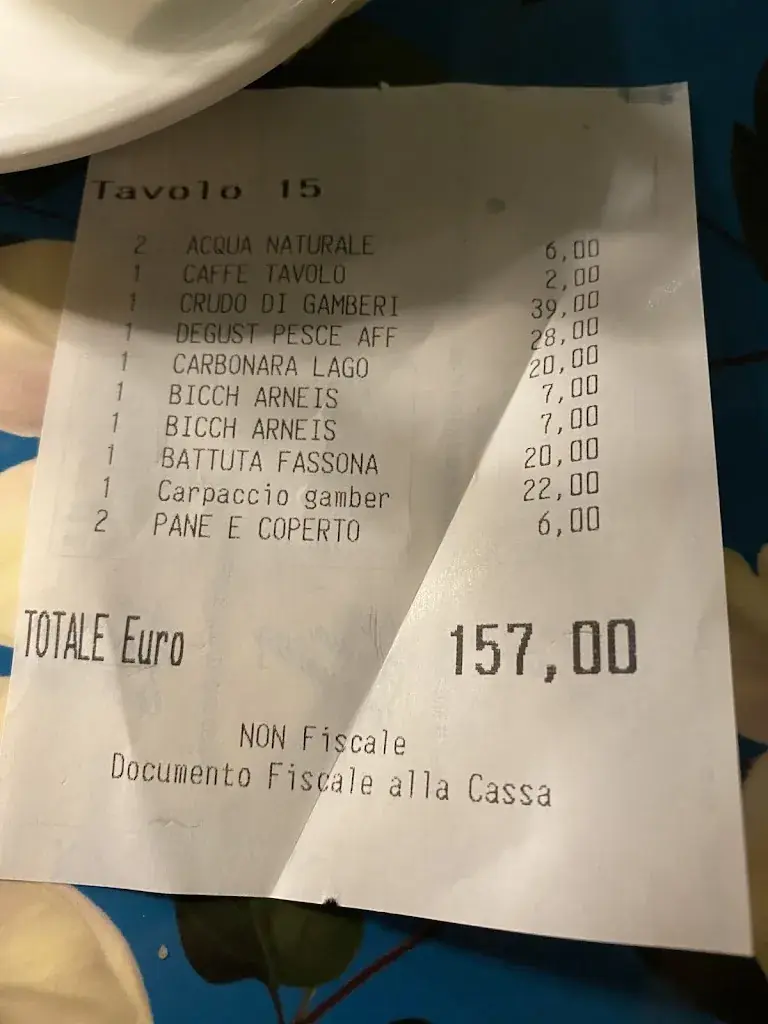 Tavolo 15
2 ACQUA NATURALE 6,00
1 CAFFE TAVOLO 2,00
1 CRUDO DI GAMBERI 39,00
1 DEGUST PESCE AFF 28,00
1 CARBONARA LAGO 20,00
1 BICCH ARNEIS 7,00
1 BICCH ARNEIS 7,00
1 BATTUTA FASSONA 20,00
1 Carpaccio gamber 22,00
2 PANE E COPERTO 6,00
TOTALE Euro 157,00
NON Fiscale
Documento Fiscale alla Cassa